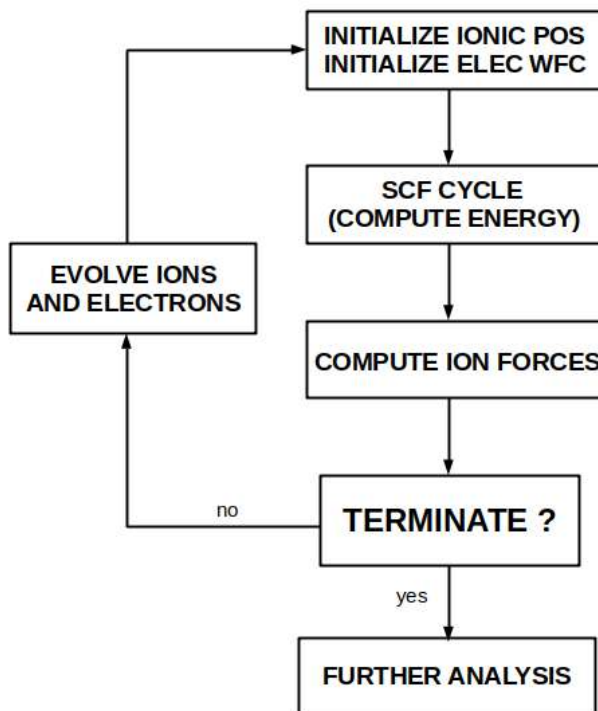 INITIALIZE IONIC POS
INITIALIZE ELEC WFC
SCF CYCLE
(COMPUTE ENERGY)
EVOLVE IONS
AND ELECTRONS
COMPUTE ION FORCES
no
TERMINATE ?
yes
FURTHER ANALYSIS